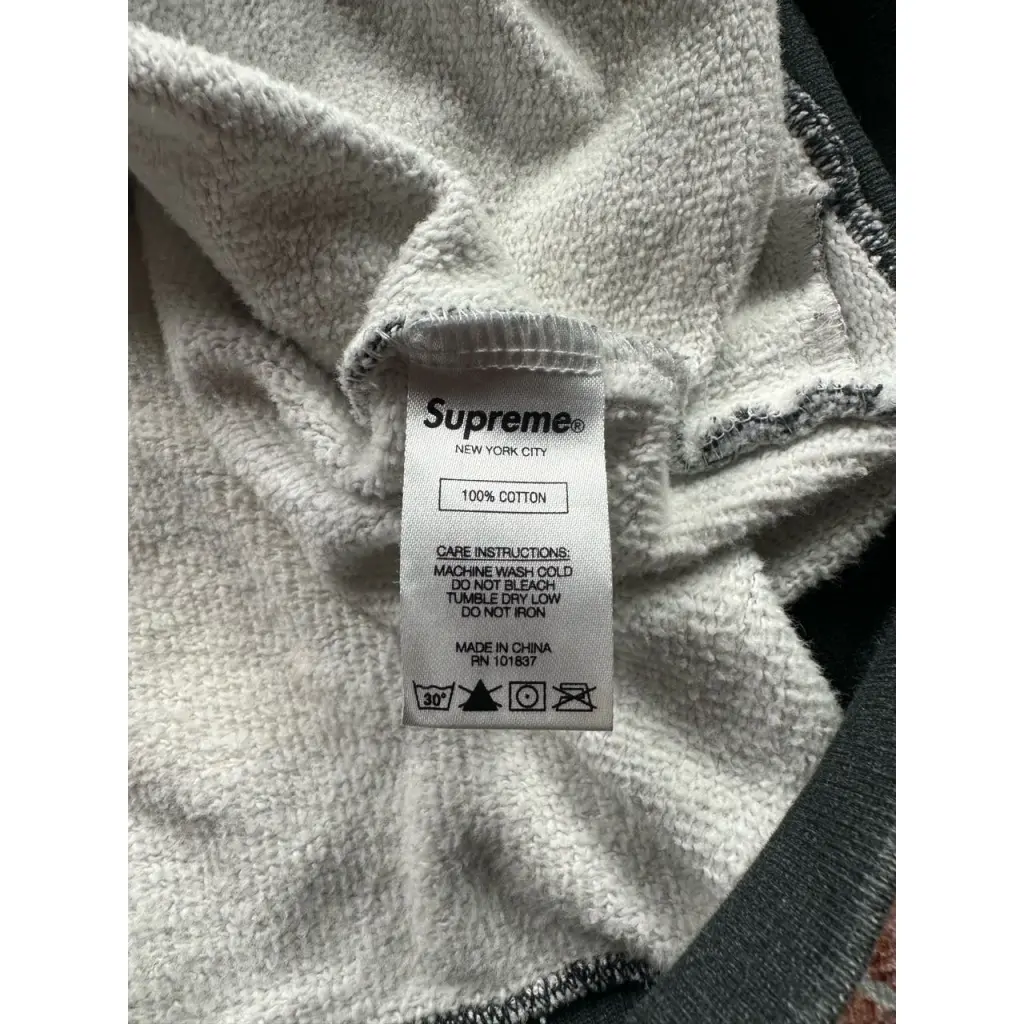 Supreme®
NEW YORK CITY
100% COTTON
CARE INSTRUCTIONS:
MACHINE WASH COLD
DO NOT BLEACH
TUMBLE DRY LOW
DO NOT IRON
MADE IN CHINA
RN 101837
30°